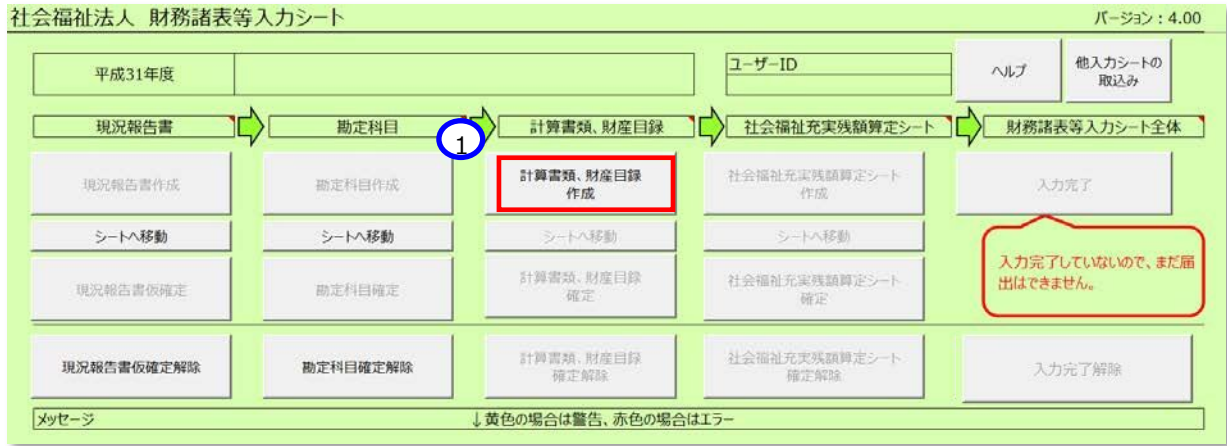 社会福祉法人 財務諸表等入力シート
バージョン：4.00
平成31年度
ユーザーID
ヘルプ
他入力シートの
取込み
現況報告書
勘定科目
1
計算書類、財産目録
社会福祉充実残額算定シート
財務諸表等入力シート全体
現況報告書作成
勘定科目作成
計算書類、財産目録
作成
社会福祉充実残額算定シート
作成
入力完了
シートへ移動
シートへ移動
シートへ移動
シートへ移動
入力完了していないので、まだ届
出はできません。
現況報告書仮確定
勘定科目確定
計算書類、財産目録
確定
社会福祉充実残額算定シート
確定
現況報告書仮確定解除
勘定科目確定解除
計算書類、財産目録
確定解除
社会福祉充実残額算定シート
確定解除
入力完了解除
メッセージ
↓黄色の場合は警告、赤色の場合はエラー